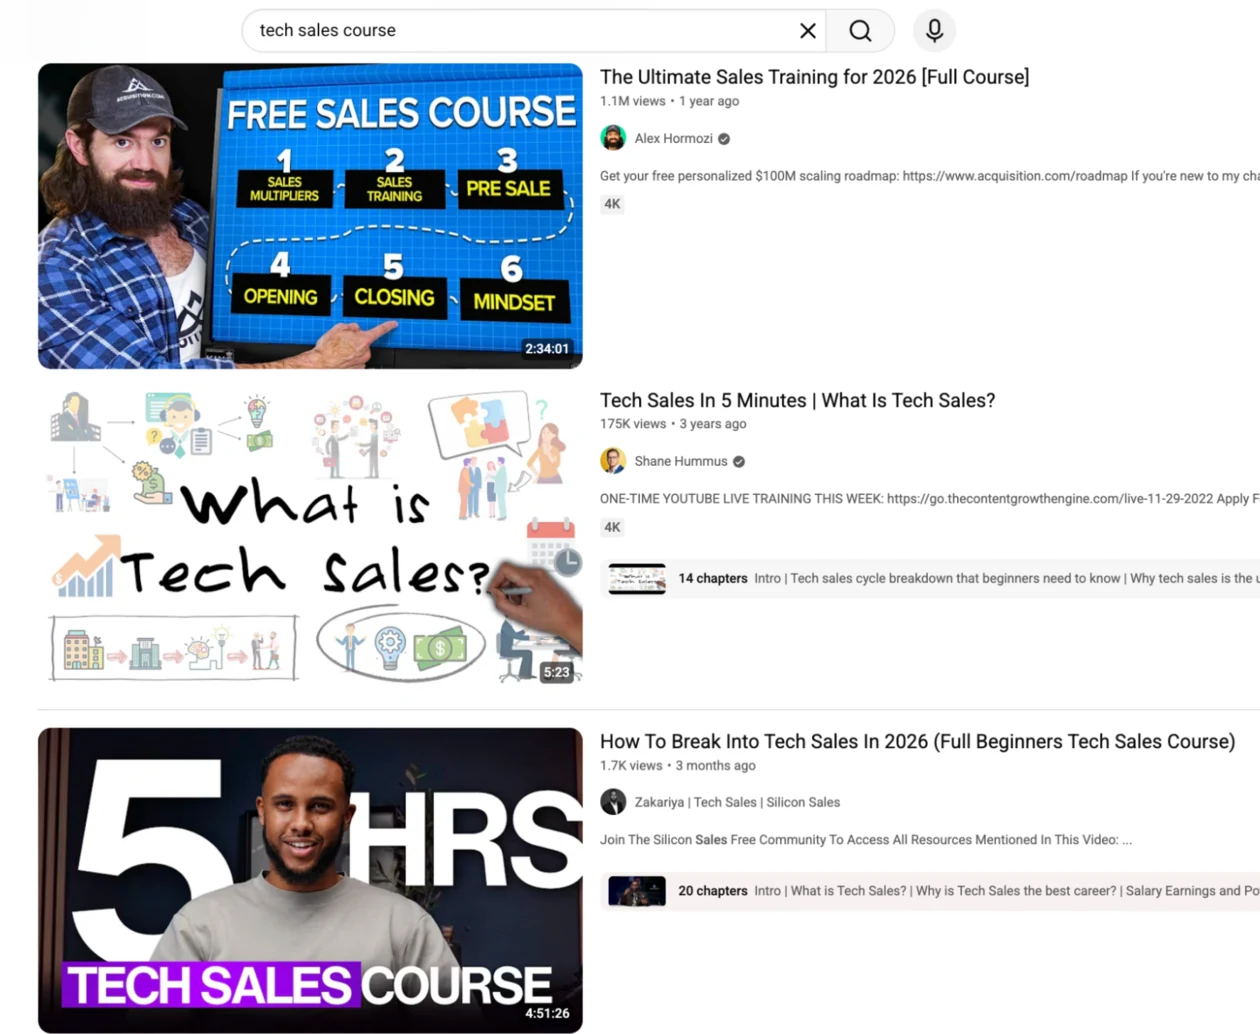 tech sales course
ACQUISITION.COM
FREE SALES COURSE
1
SALES
MULTIPLIERS
2
SALES
TRAINING
3
PRE SALE
4
OPENING
5
CLOSING
6
MINDSET
2:34:01
The Ultimate Sales Training for 2026 [Full Course]
1.1M views • 1 year ago
Alex Hormozi
Get your free personalized $100M scaling roadmap: https://www.acquisition.com/roadmap If you're new to my cha
4K
What is
Tech Sales?
5:23
Tech Sales In 5 Minutes | What Is Tech Sales?
175K views • 3 years ago
Shane Hummus
ONE-TIME YOUTUBE LIVE TRAINING THIS WEEK: https://go.thecontentgrowthengine.com/live-11-29-2022 Apply F
4K
What is
Tech Sales
14 chapters Intro | Tech sales cycle breakdown that beginners need to know | Why tech sales is the u
5 HRS
TECH SALES COURSE
4:51:26
How To Break Into Tech Sales In 2026 (Full Beginners Tech Sales Course)
1.7K views • 3 months ago
Zakariya | Tech Sales | Silicon Sales
Join The Silicon Sales Free Community To Access All Resources Mentioned In This Video: ...
20 chapters Intro | What is Tech Sales? | Why is Tech Sales the best career? | Salary Earnings and Po